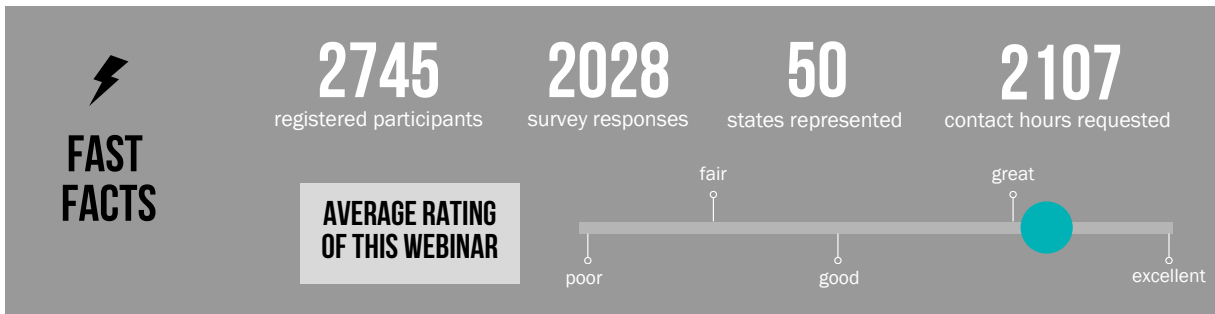 FAST
FACTS
2745
registered participants
2028
survey responses
50
states represented
2107
contact hours requested
AVERAGE RATING
OF THIS WEBINAR
poor
fair
good
great
excellent